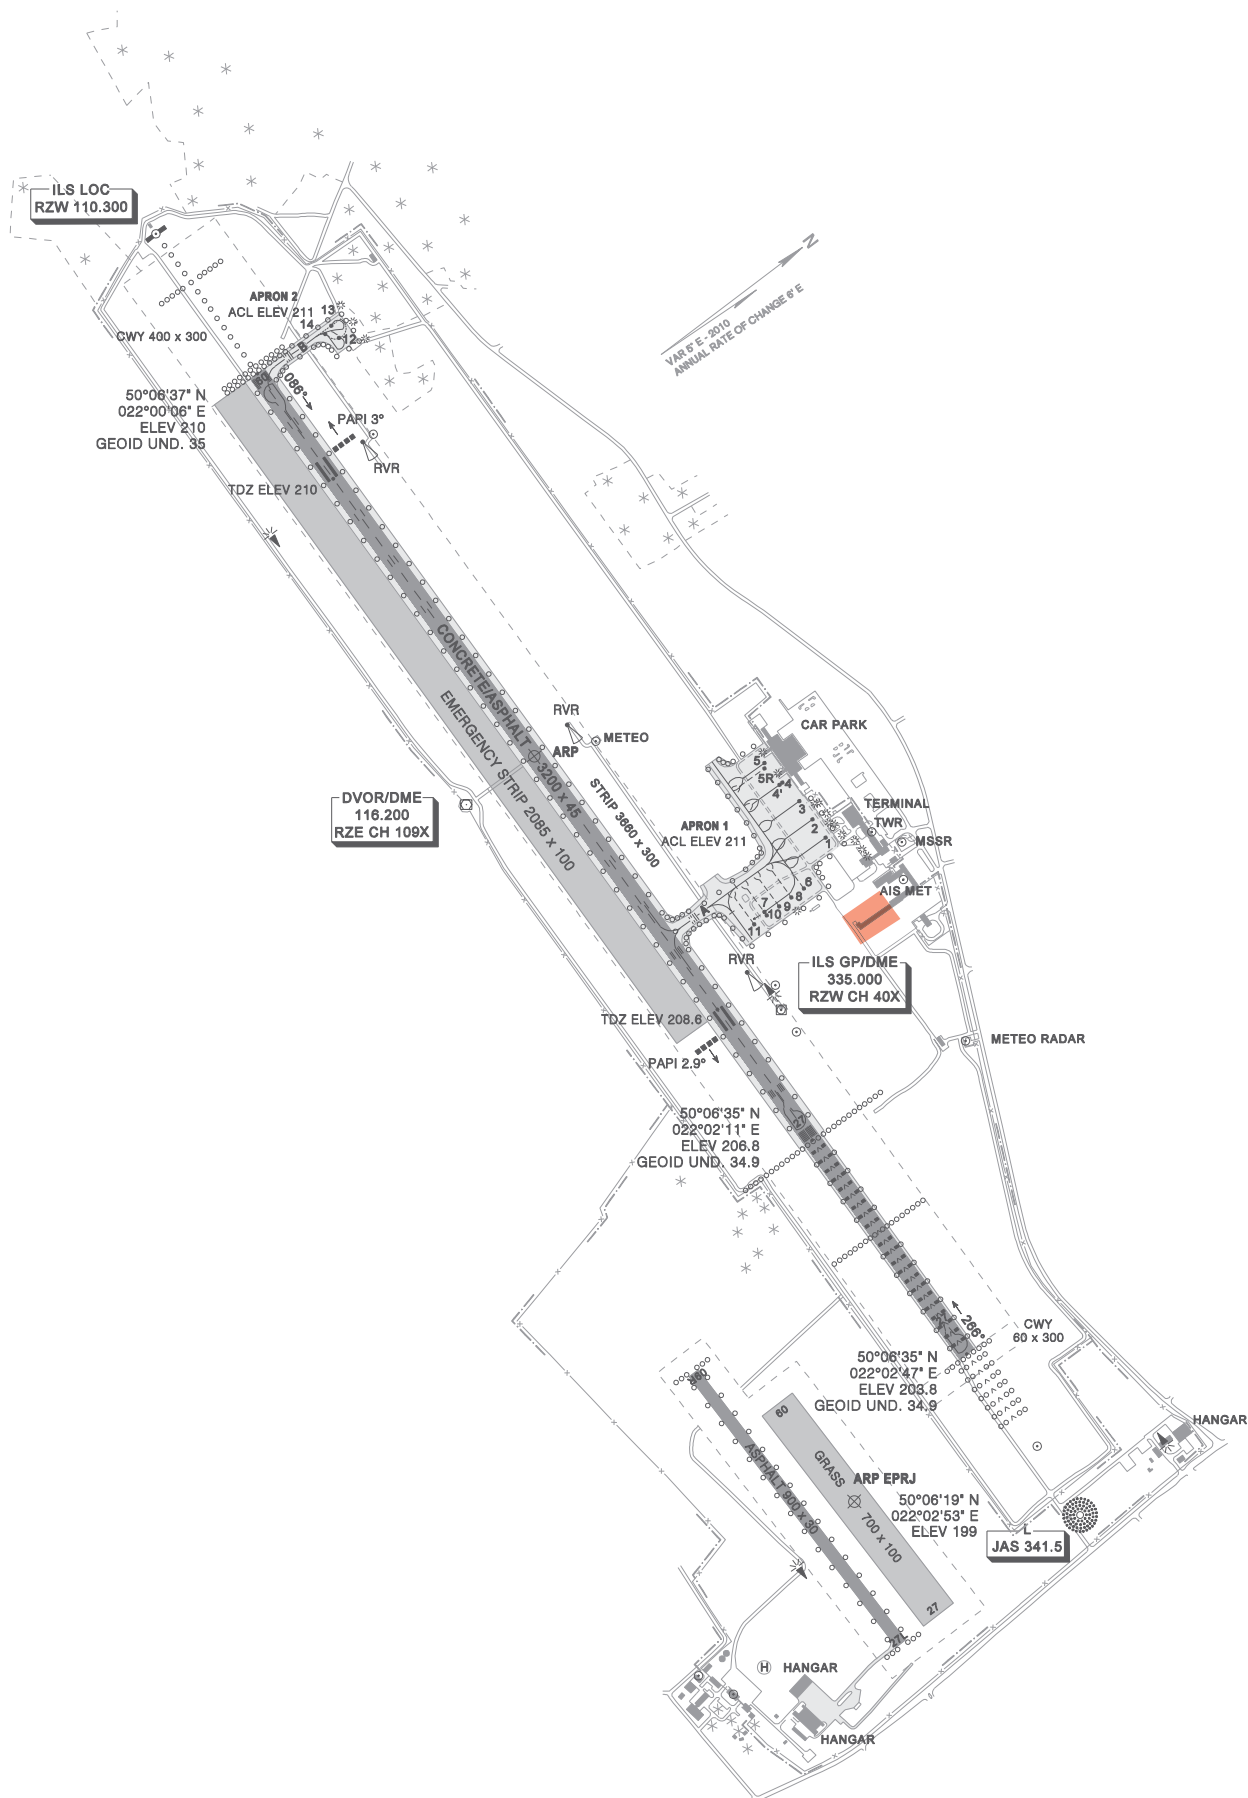 ILS LOC
RZW 110.300
N
VAR 5° E - 2010
ANNUAL RATE OF CHANGE 6' E
APRON 2
ACL ELEV 211
13
14
12
B
CWY 400 x 300
09
086°
50°06'37" N
022°00'06" E
ELEV 210
GEOID UND. 35
PAPI 3°
RVR
TDZ ELEV 210
CONCRETE/ASPHALT
3200 x 45
EMERGENCY STRIP 2085 x 100
ARP
RVR
METEO
STRIP 3660 x 300
DVOR/DME
116.200
RZE CH 109X
CAR PARK
5
5R
4
4'
3
2
1
TERMINAL
TWR
MSSR
APRON 1
ACL ELEV 211
AIS MET
6
8
9
7
10
11
A
RVR
ILS GP/DME
335.000
RZW CH 40X
TDZ ELEV 208.6
PAPI 2.9°
METEO RADAR
27
50°06'35" N
022°02'11" E
ELEV 206.8
GEOID UND. 34.9
27
266°
CWY
60 x 300
50°06'35" N
022°02'47" E
ELEV 203.8
GEOID UND. 34.9
HANGAR
09R
ASPHALT 900 x 30
27L
09
GRASS
700 x 100
27
ARP EPRJ
50°06'19" N
022°02'53" E
ELEV 199
L
JAS 341.5
H
HANGAR
HANGAR